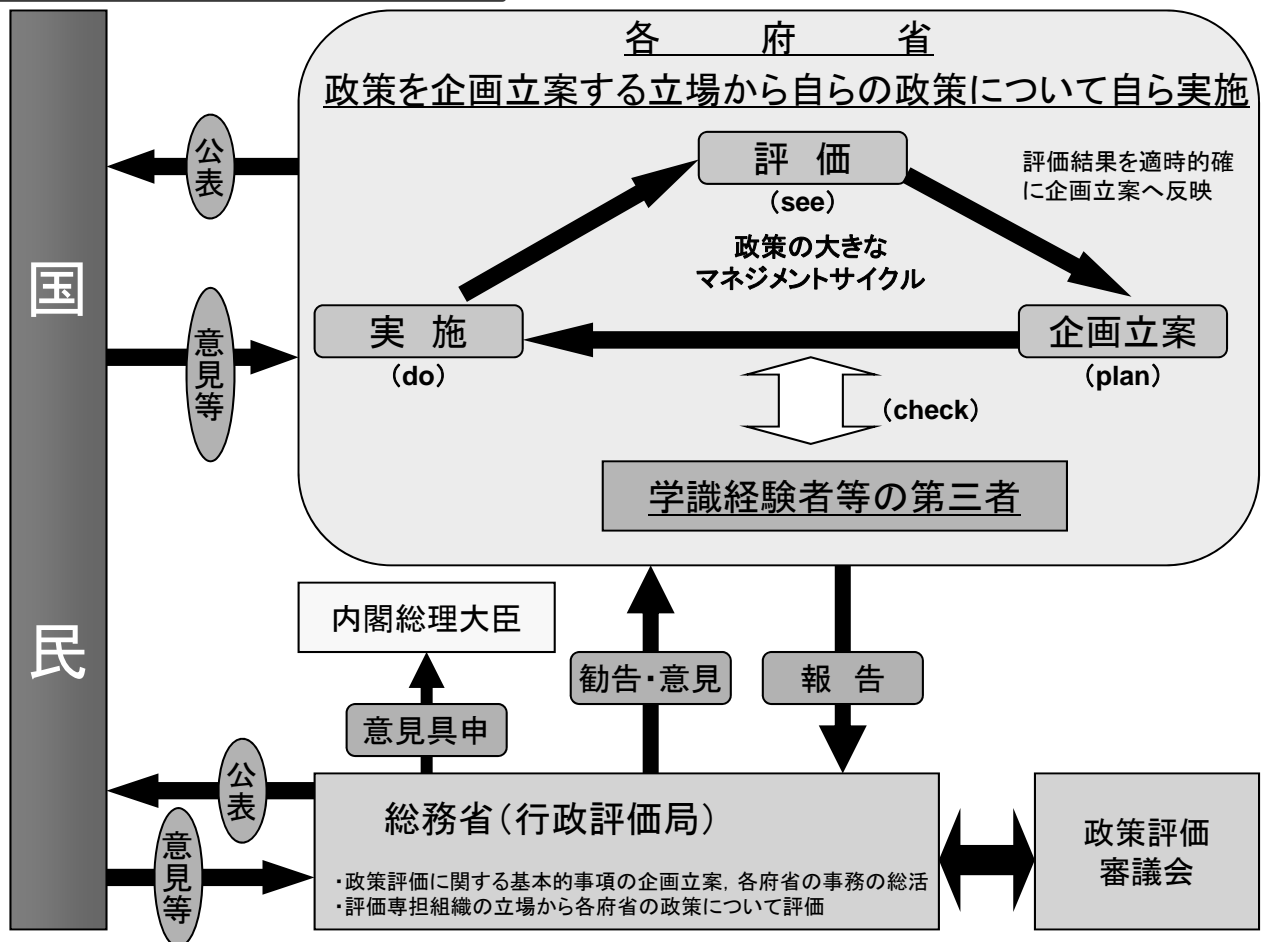 各　府　省
政策を企画立案する立場から自らの政策について自ら実施
公表
評　価
（see）
評価結果を適時的確
に企画立案へ反映
政策の大きな
マネジメントサイクル
国民
意見等
実　施
（do）
企画立案
（plan）
（check）
学識経験者等の第三者
内閣総理大臣
勧告・意見
報　告
意見具申
公表
総務省（行政評価局）
・政策評価に関する基本的事項の企画立案，各府省の事務の総活
・評価専担組織の立場から各府省の政策について評価
意見等
政策評価
審議会